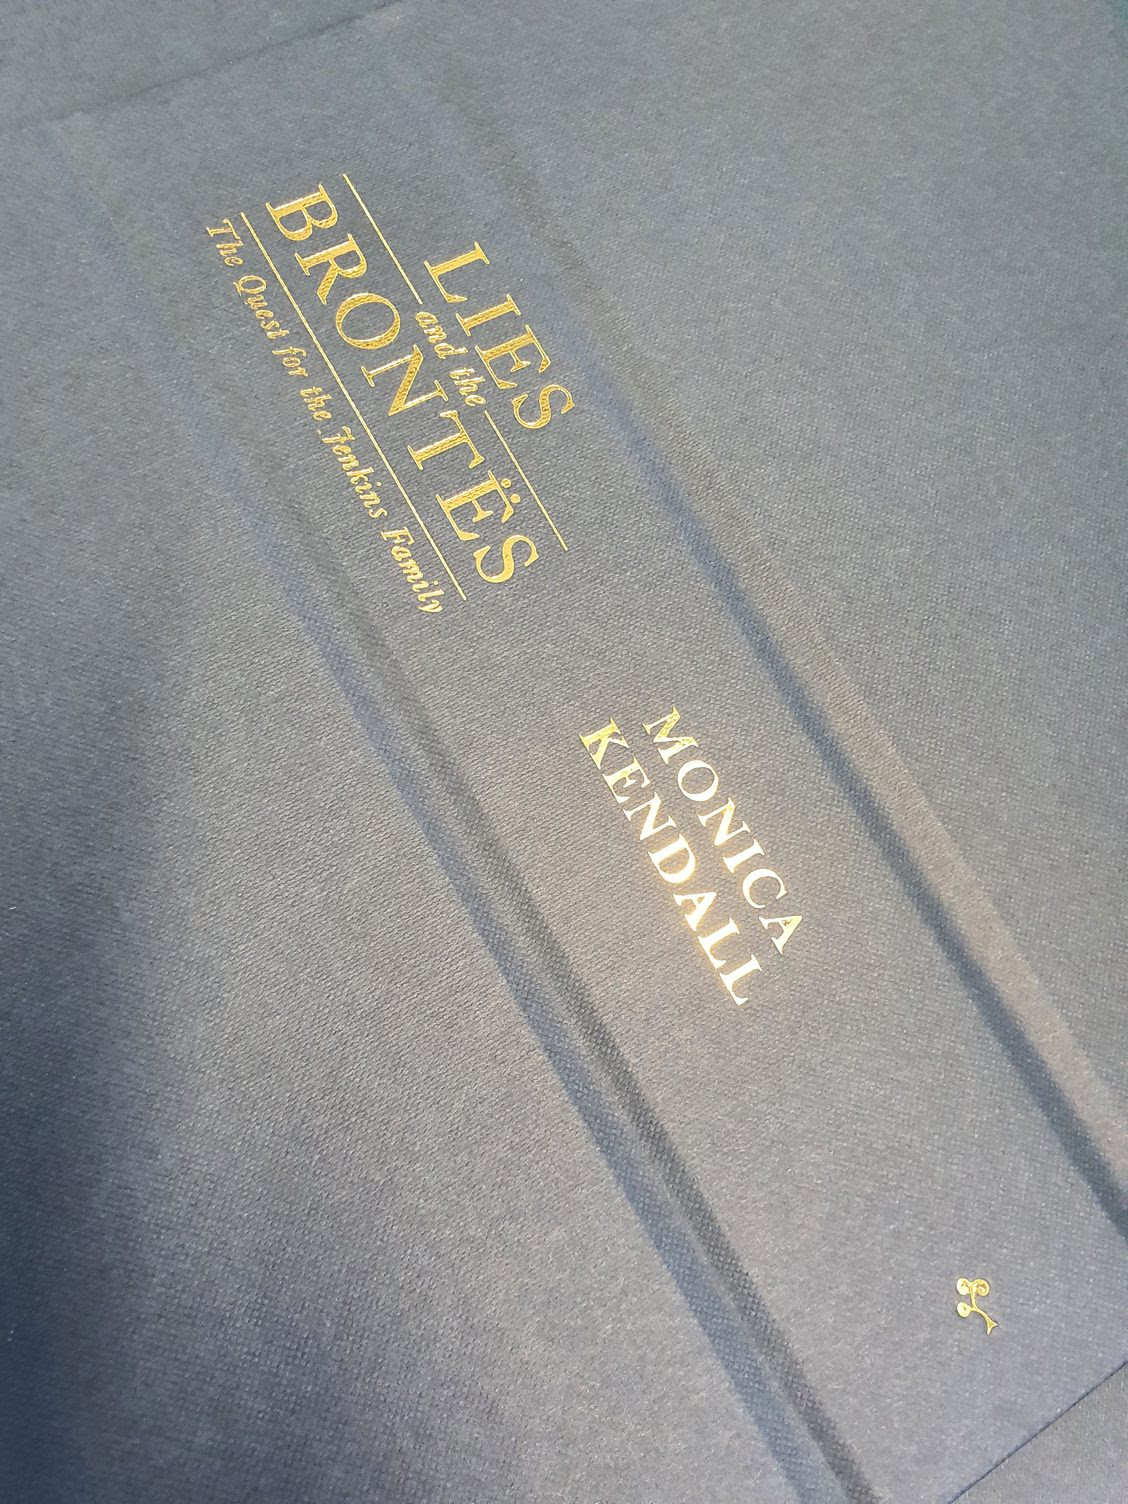 LIES
and the
BRONTËS
The Quest for the Jenkins Family
MONICA
KENDALL